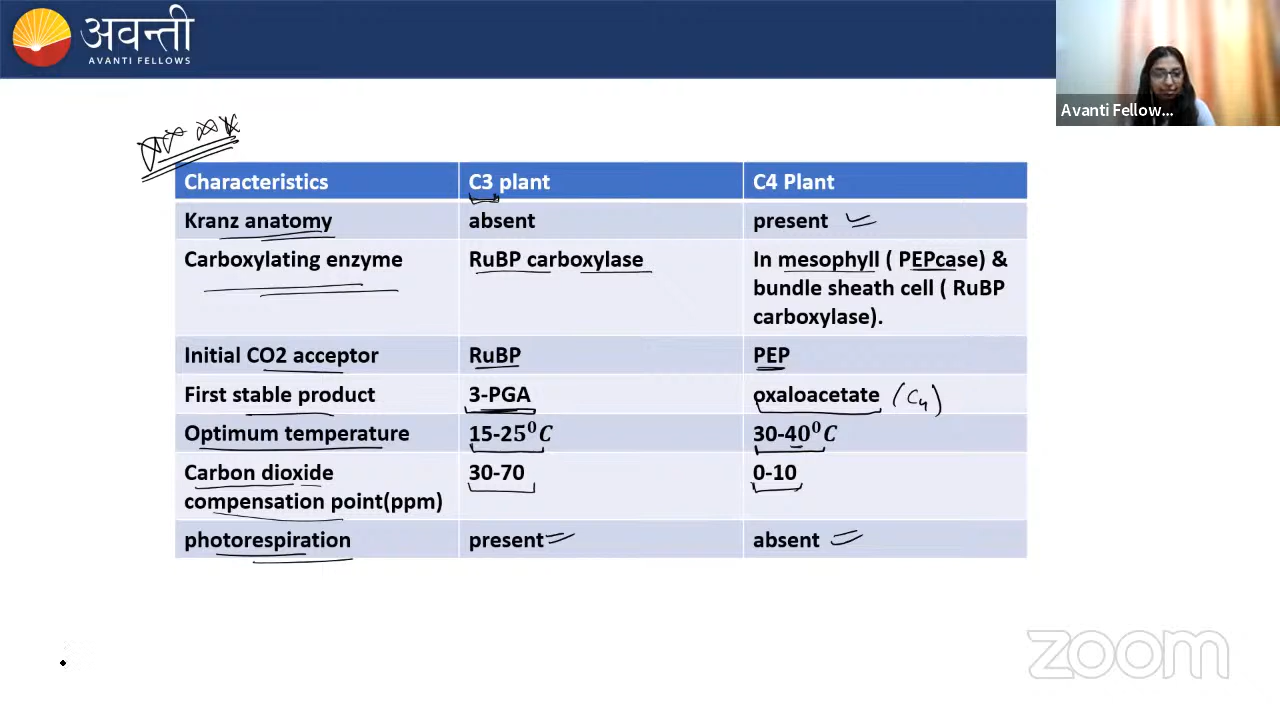 अवन्ती
AVANTI FELLOWS
Avanti Fellow...
Characteristics C3 plant C4 Plant
Kranz anatomy absent present
Carboxylating enzyme RuBP carboxylase In mesophyll ( PEPcase) &
bundle sheath cell ( RuBP
carboxylase).
Initial CO2 acceptor RuBP PEP
First stable product 3-PGA oxaloacetate (C4)
Optimum temperature 15-25⁰C 30-40⁰C
Carbon dioxide 30-70 0-10
compensation point(ppm)
photorespiration present absent
zoom